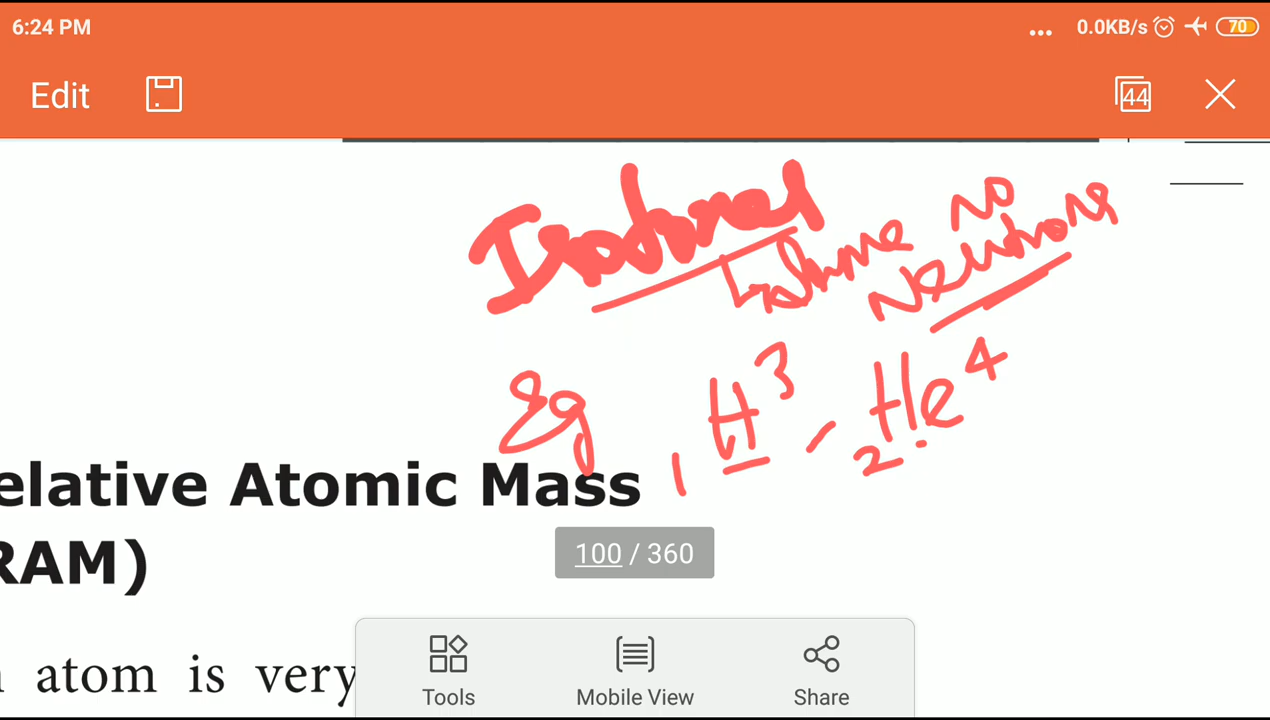 6:24 PM
... 0.0KB/s 70
Edit
44
Isotones
Same no
Neutrons
Eg 1H3 - 2He4
elative Atomic Mass
RAM)
100 / 360
atom is very
Tools
Mobile View
Share